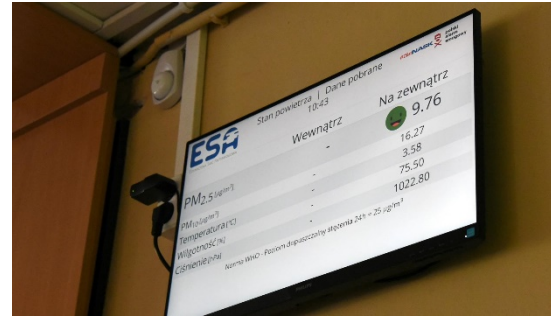 ESA
Stan powietrza | Dane pobrane
10:43
NASK
Wewnątrz
Na zewnątrz
PM2.5 [µg/m³]
-
9.76
PM10 [µg/m³]
-
16.27
Temperatura [°C]
-
3.58
Wilgotność [%]
-
75.50
Ciśnienie [hPa]
-
1022.80
Norma WHO - Poziom dopuszczalny stężenia 24h = 25 µg/m³